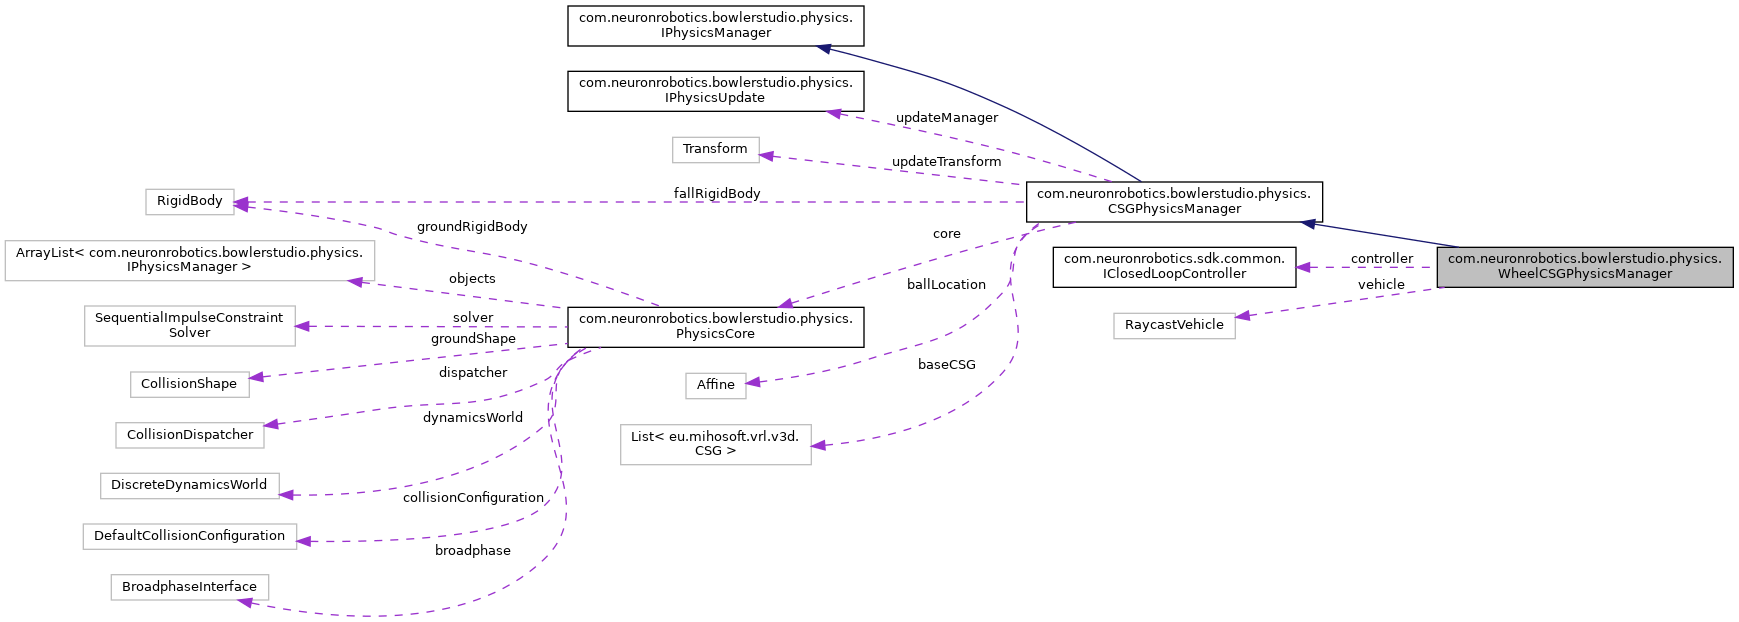 com.neuronrobotics.bowlerstudio.physics.
IPhysicsManager
com.neuronrobotics.bowlerstudio.physics.
IPhysicsUpdate
updateManager
Transform
updateTransform
RigidBody
fallRigidBody
com.neuronrobotics.bowlerstudio.physics.
CSGPhysicsManager
groundRigidBody
core
ArrayList< com.neuronrobotics.bowlerstudio.physics.
IPhysicsManager >
com.neuronrobotics.sdk.common.
IClosedLoopController
controller
com.neuronrobotics.bowlerstudio.physics.
WheelCSGPhysicsManager
objects
ballLocation
vehicle
SequentialImpulseConstraint
Solver
solver
com.neuronrobotics.bowlerstudio.physics.
PhysicsCore
RaycastVehicle
groundShape
baseCSG
CollisionShape
dispatcher
Affine
dynamicsWorld
CollisionDispatcher
List< eu.mihosoft.vrl.v3d.
CSG >
DiscreteDynamicsWorld
collisionConfiguration
DefaultCollisionConfiguration
broadphase
BroadphaseInterface